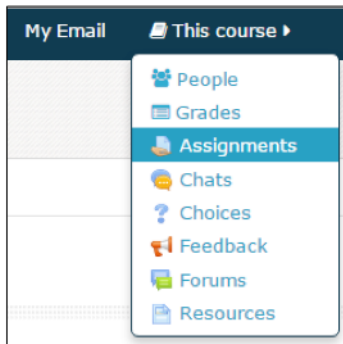 My Email This course
People
Grades
Assignments
Chats
Choices
Feedback
Forums
Resources